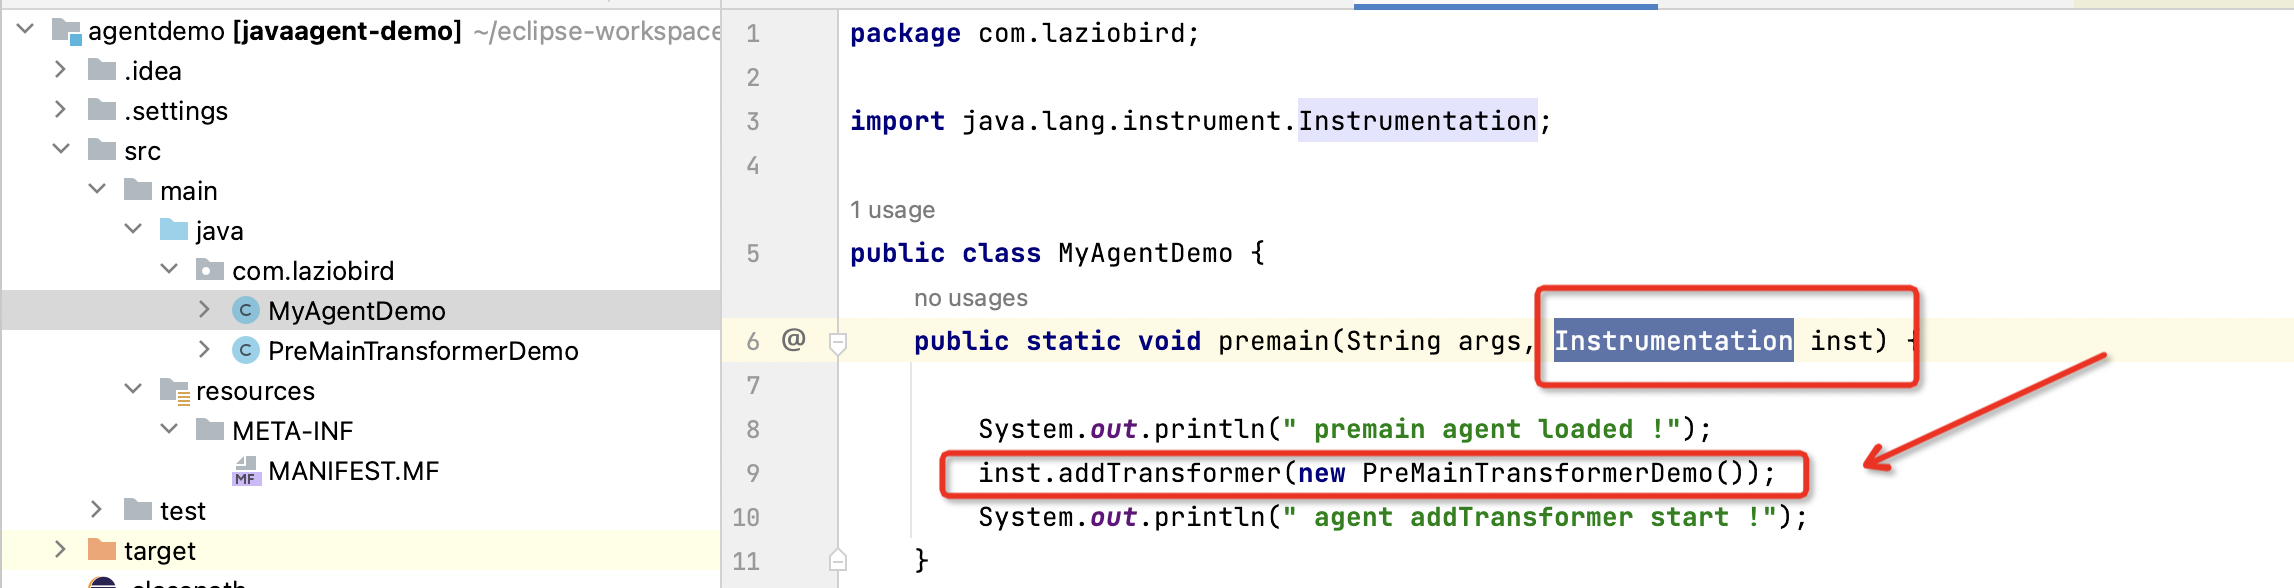 agentdemo [javaagent-demo] ~/eclipse-workspace
.idea
.settings
src
main
java
com.laziobird
C MyAgentDemo
C PreMainTransformerDemo
resources
META-INF
MF MANIFEST.MF
test
target
1 package com.laziobird;
2
3 import java.lang.instrument.Instrumentation;
4
1 usage
5 public class MyAgentDemo {
no usages
6 @ public static void premain(String args, Instrumentation inst) {
7
8 System.out.println(" premain agent loaded !");
9 inst.addTransformer(new PreMainTransformerDemo());
10 System.out.println(" agent addTransformer start !");
11 }